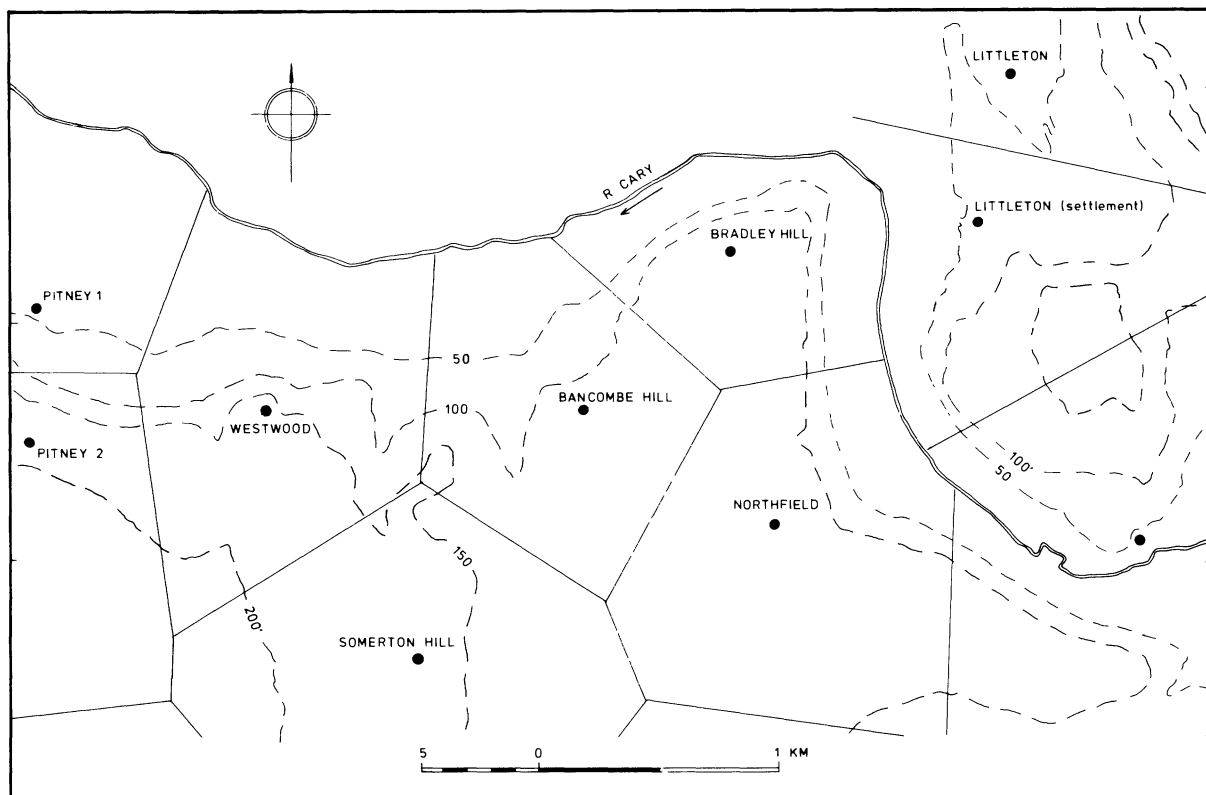 LITTLETON
R CARY
LITTLETON (settlement)
BRADLEY HILL
PITNEY 1
50
BANCOMBE HILL
100
WESTWOOD
PITNEY 2
100'
50
NORTHFIELD
150
200'
SOMERTON HILL
5 0 1 KM